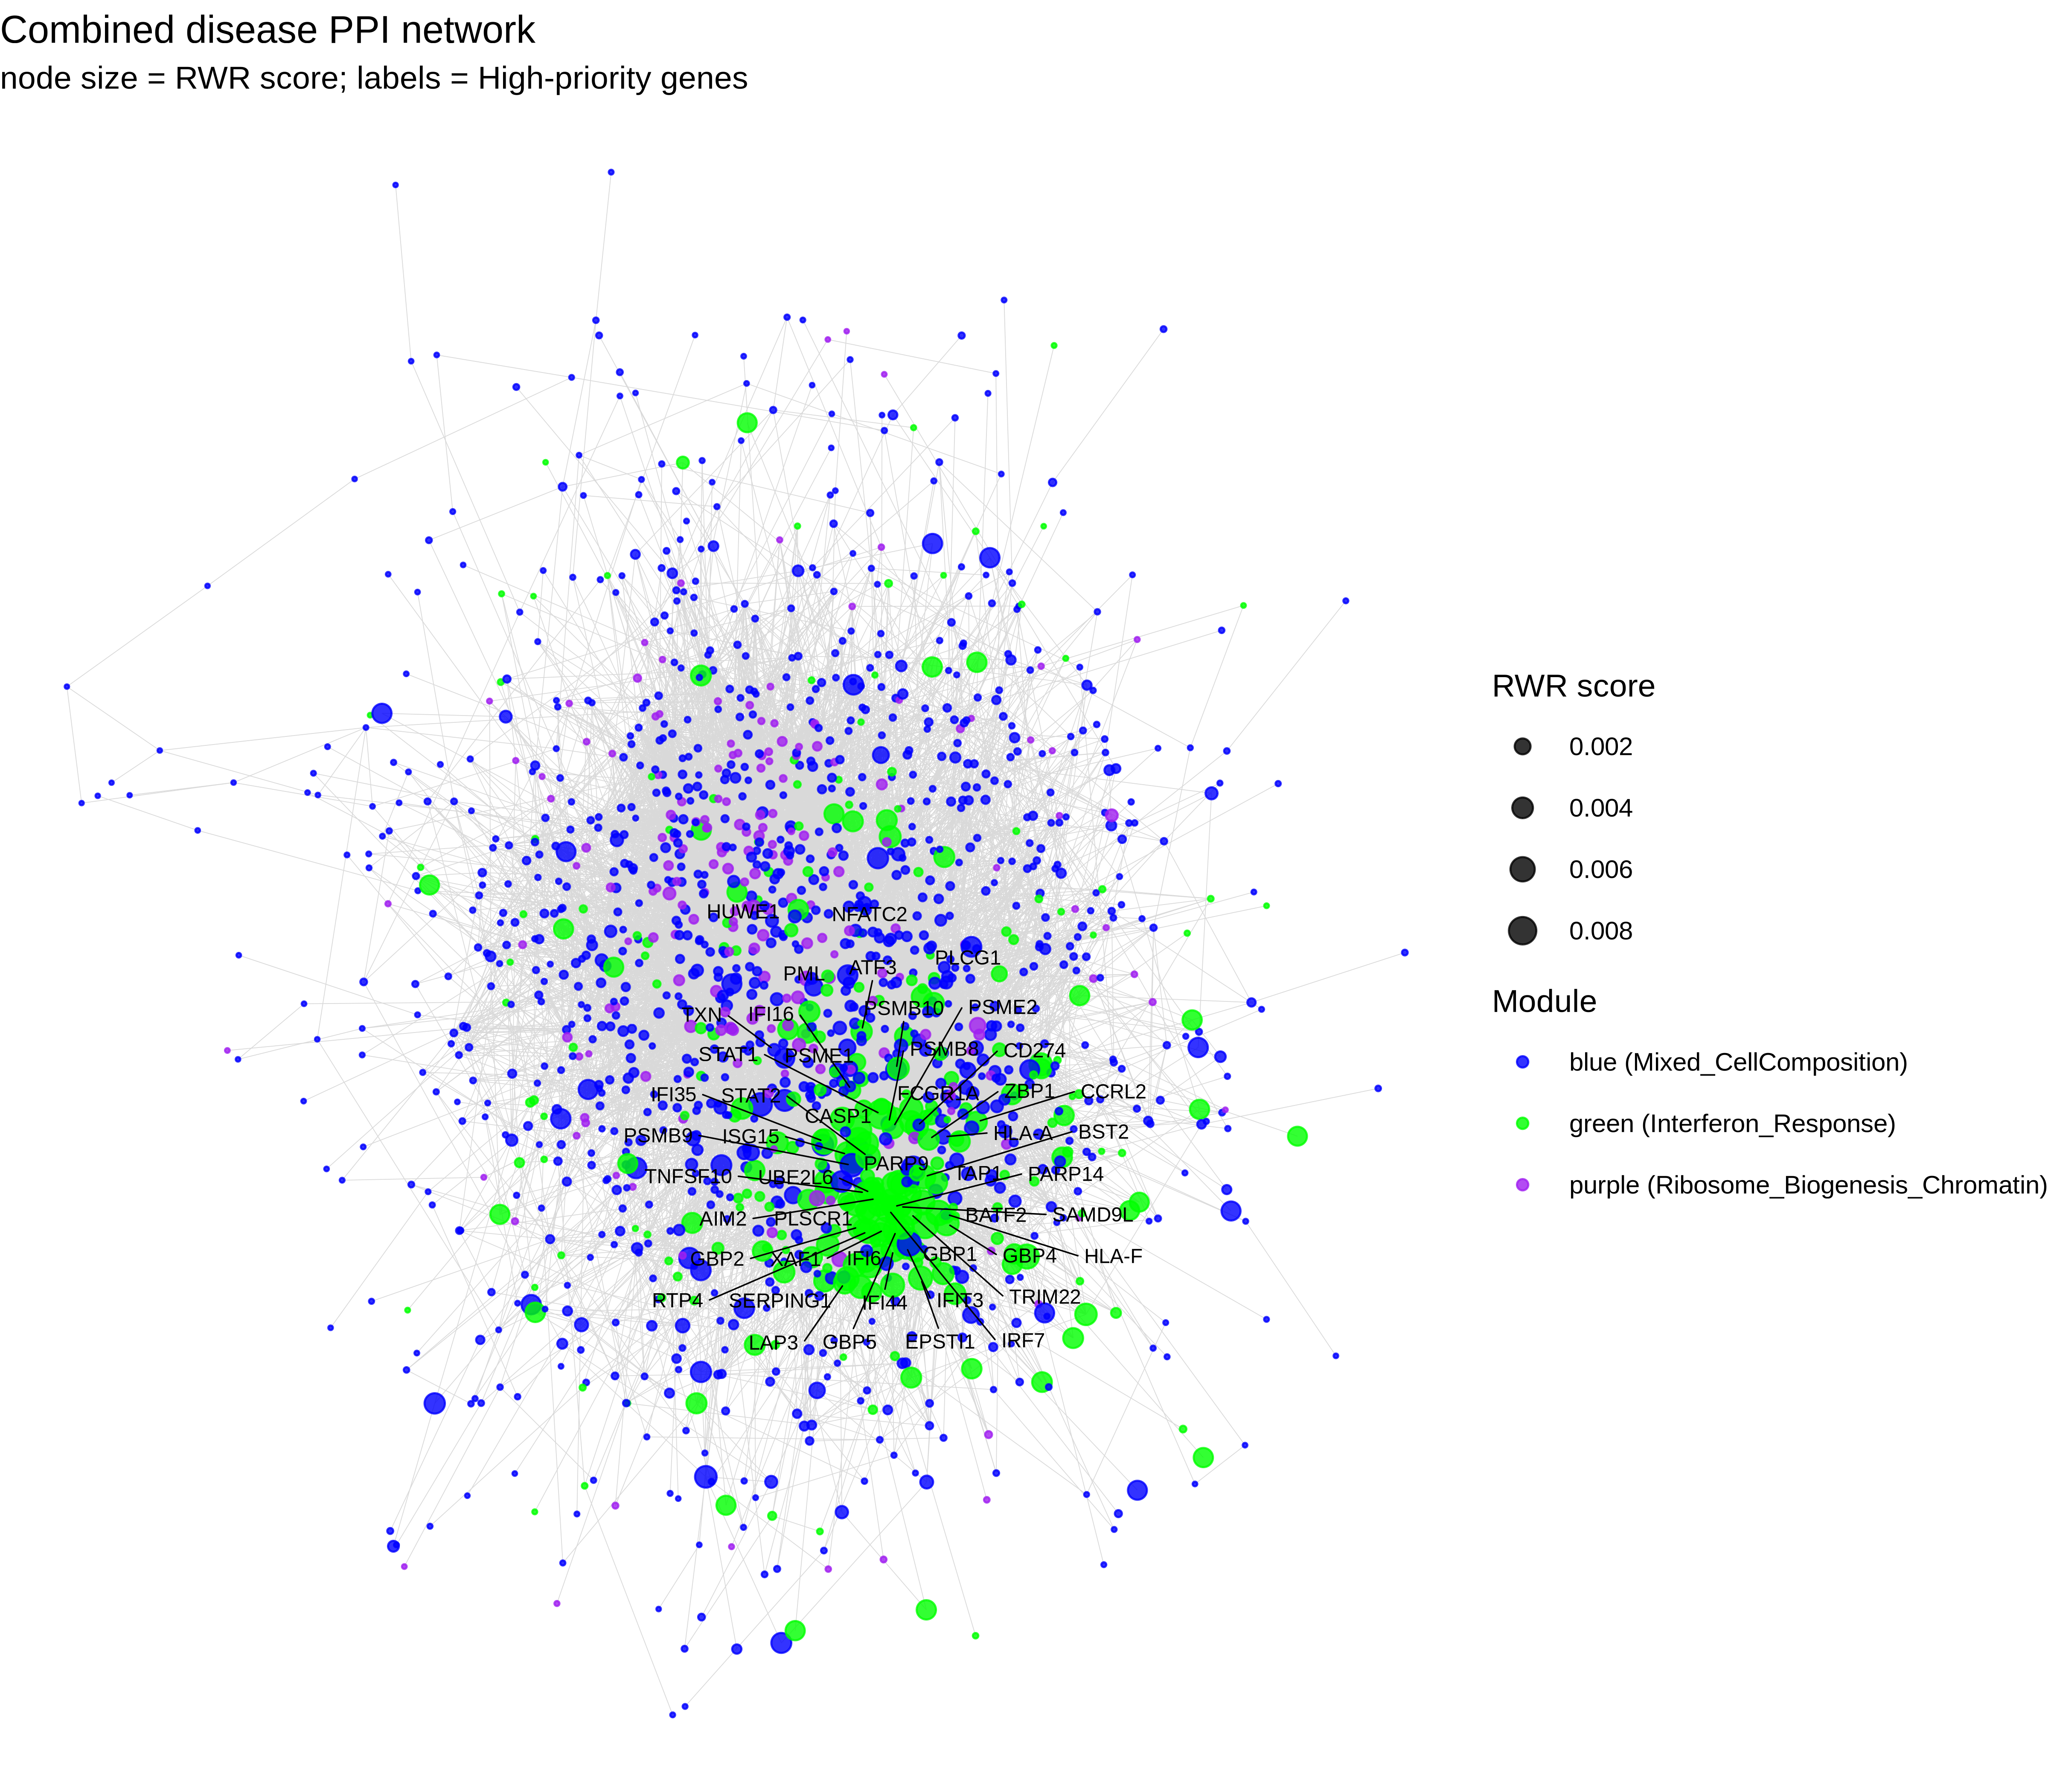 Combined disease PPI network
node size = RWR score; labels = High-priority genes
HUWE1 NFATC2
PLCG1
PML ATF3
TXN IFI16 PSMB10 PSME2
STAT1 PSME1 PSMB8 CD274
IFI35 STAT2 FCGR1A ZBP1 CCRL2
CASP1
PSMB9 ISG15 HLA-A BST2
PARP9
TNFSF10 UBE2L6 TAP1 PARP14
AIM2 PLSCR1 BATF2 SAMD9L
GBP2 XAF1 IFI6 GBP1 GBP4 HLA-F
RTP4 SERPING1 IFI44 IFIT3 TRIM22
LAP3 GBP5 EPSTI1 IRF7
RWR score
0.002
0.004
0.006
0.008
Module
blue (Mixed_CellComposition)
green (Interferon_Response)
purple (Ribosome_Biogenesis_Chromatin)